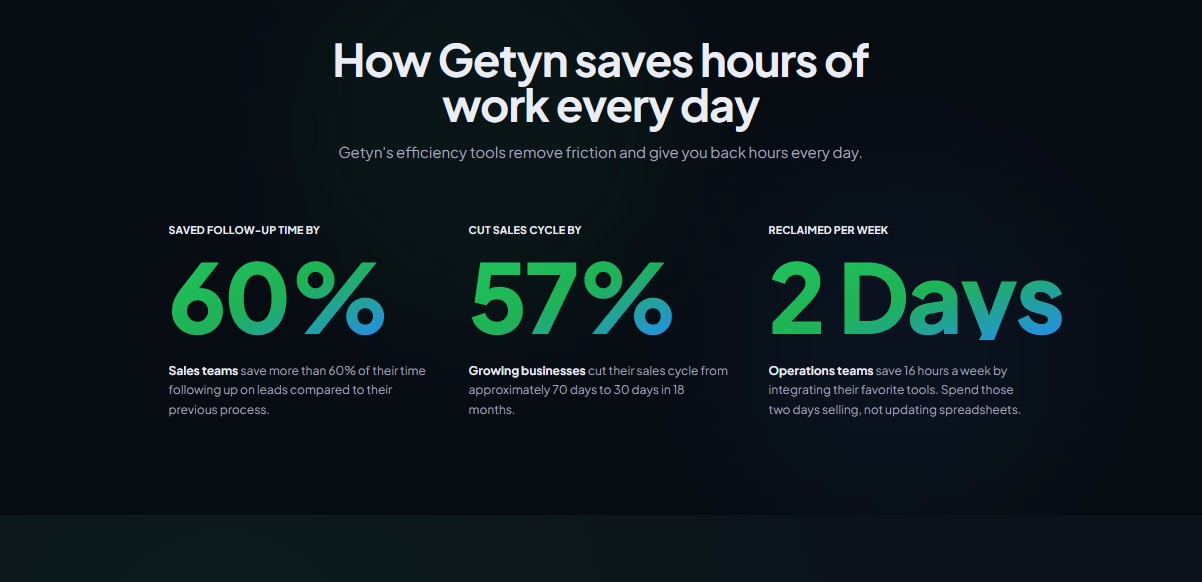 How Getyn saves hours of
work every day
Getyn's efficiency tools remove friction and give you back hours every day.
SAVED FOLLOW-UP TIME BY
60%
Sales teams save more than 60% of their time
following up on leads compared to their
previous process.
CUT SALES CYCLE BY
57%
Growing businesses cut their sales cycle from
approximately 70 days to 30 days in 18
months.
RECLAIMED PER WEEK
2 Days
Operations teams save 16 hours a week by
integrating their favorite tools. Spend those
two days selling, not updating spreadsheets.